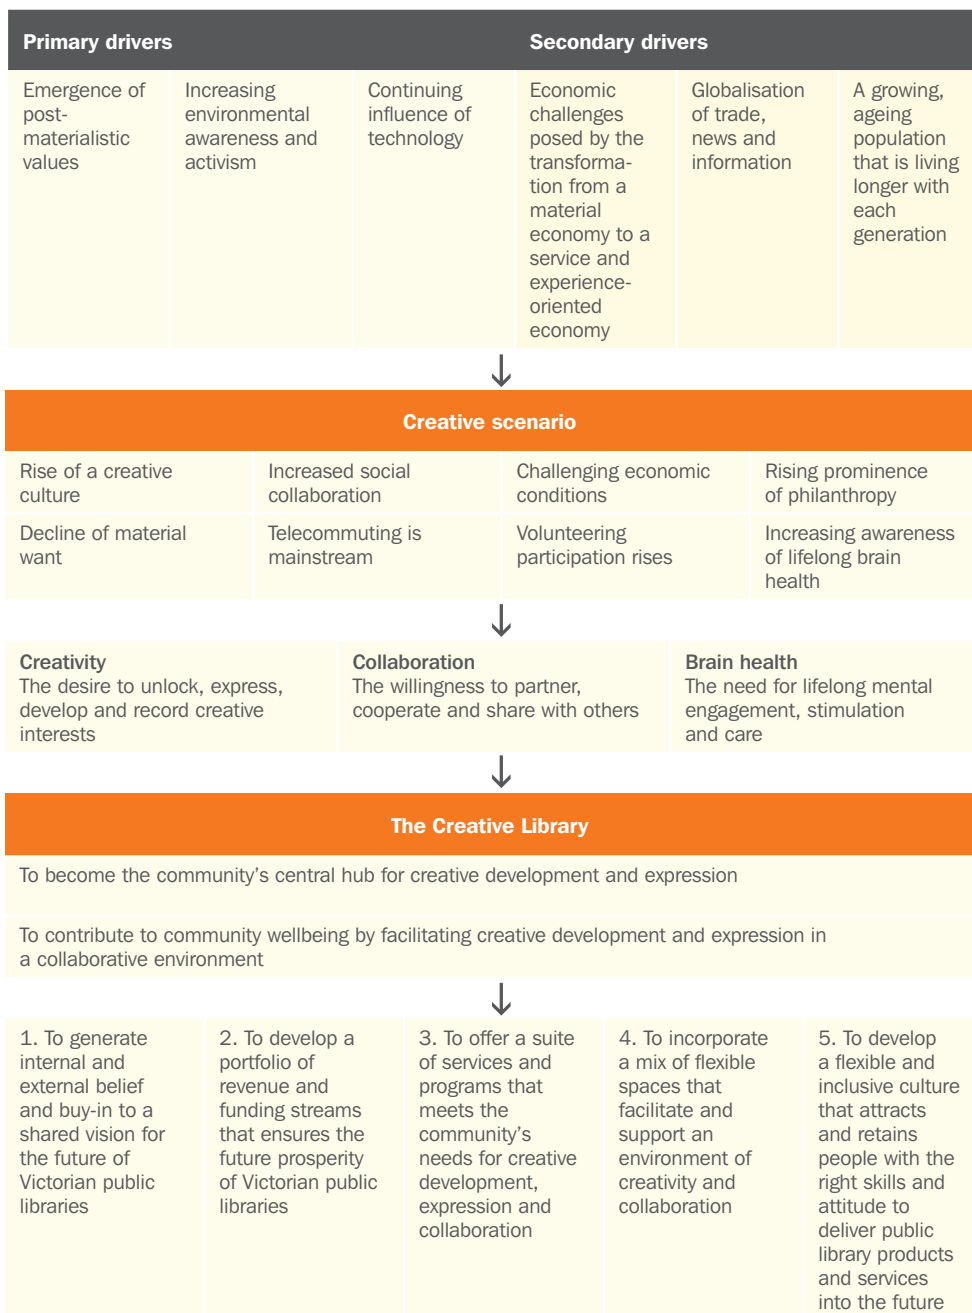 Primary drivers
Secondary drivers
Emergence of
post-
materialistic
values
Increasing
environmental
awareness and
activism
Continuing
influence of
technology
Economic
challenges
posed by the
transforma-
tion from a
material
economy to a
service and
experience-
oriented
economy
Globalisation
of trade,
news and
information
A growing,
ageing
population
that is living
longer with
each
generation
Creative scenario
Rise of a creative
culture
Increased social
collaboration
Challenging economic
conditions
Rising prominence
of philanthropy
Decline of material
want
Telecommuting is
mainstream
Volunteering
participation rises
Increasing awareness
of lifelong brain
health
Creativity
The desire to unlock, express,
develop and record creative
interests
Collaboration
The willingness to partner,
cooperate and share with others
Brain health
The need for lifelong mental
engagement, stimulation
and care
The Creative Library
To become the community’s central hub for creative development and expression
To contribute to community wellbeing by facilitating creative development and expression in
a collaborative environment
1. To generate
internal and
external belief
and buy-in to a
shared vision for
the future of
Victorian public
libraries
2. To develop a
portfolio of
revenue and
funding streams
that ensures the
future prosperity
of Victorian public
libraries
3. To offer a suite
of services and
programs that
meets the
community’s
needs for creative
development,
expression and
collaboration
4. To incorporate
a mix of flexible
spaces that
facilitate and
support an
environment of
creativity and
collaboration
5. To develop
a flexible and
inclusive culture
that attracts
and retains
people with the
right skills and
attitude to
deliver public
library products
and services
into the future